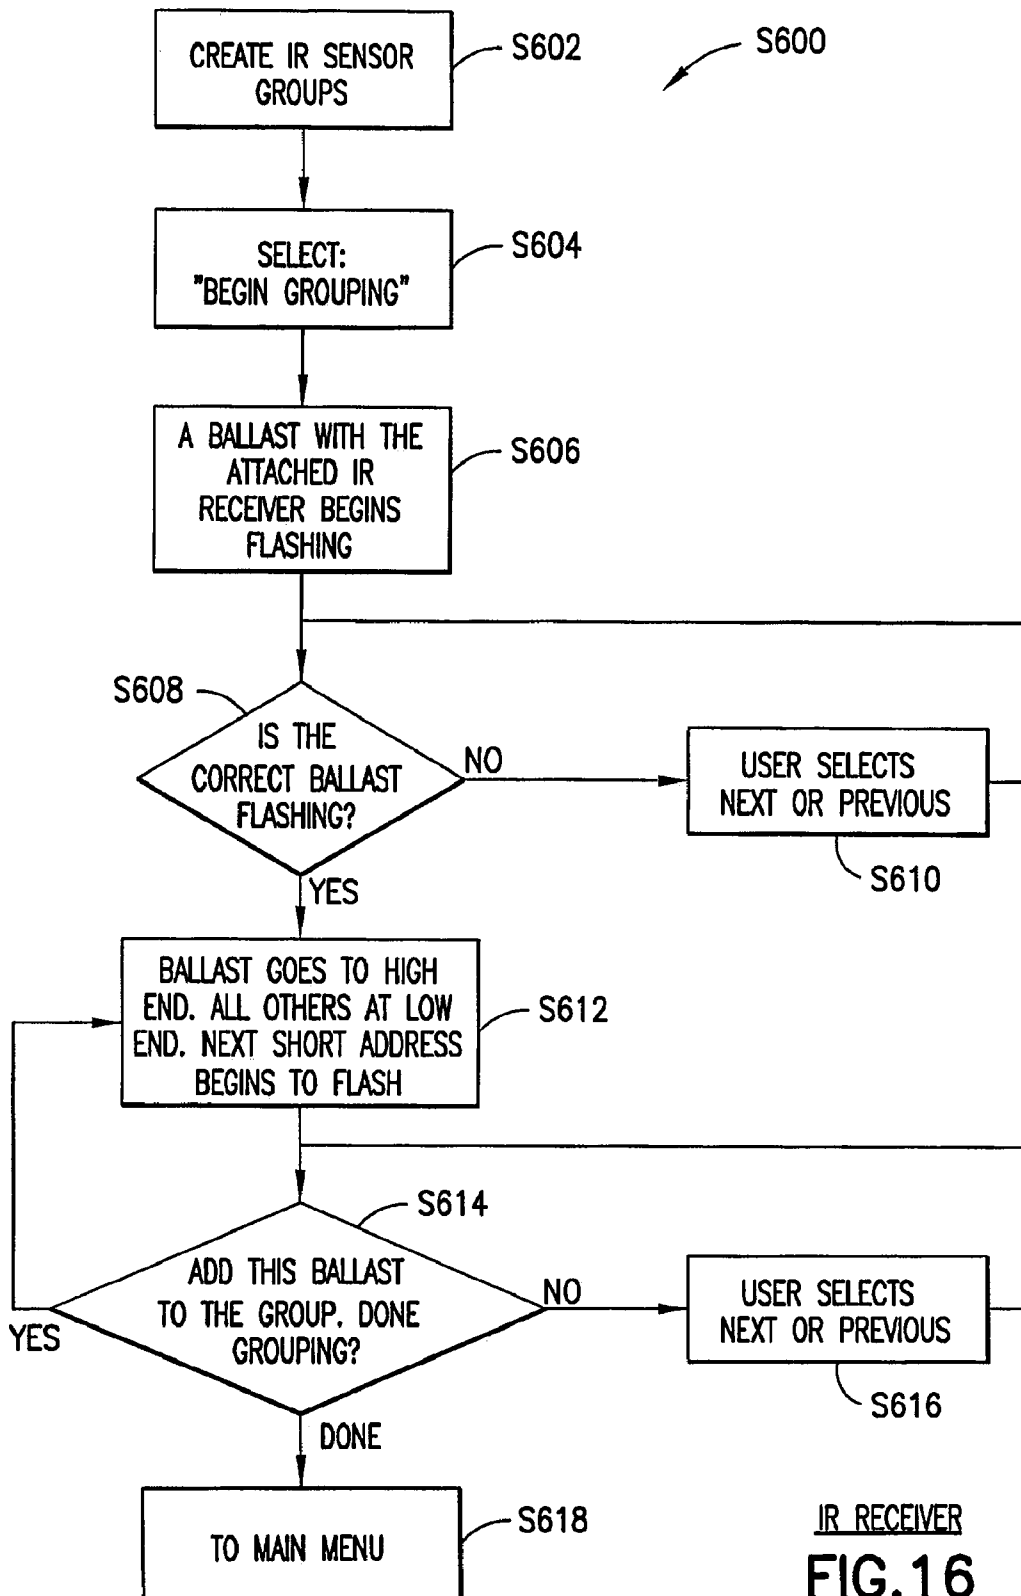 CREATE IR SENSOR
GROUPS
S602
S600
SELECT:
"BEGIN GROUPING"
S604
A BALLAST WITH THE
ATTACHED IR
RECEIVER BEGINS
FLASHING
S606
S608
IS THE
CORRECT BALLAST
FLASHING?
NO
USER SELECTS
NEXT OR PREVIOUS
S610
YES
BALLAST GOES TO HIGH
END. ALL OTHERS AT LOW
END. NEXT SHORT ADDRESS
BEGINS TO FLASH
S612
S614
ADD THIS BALLAST
TO THE GROUP. DONE
GROUPING?
YES
NO
USER SELECTS
NEXT OR PREVIOUS
S616
DONE
TO MAIN MENU
S618
IR RECEIVER
FIG.16